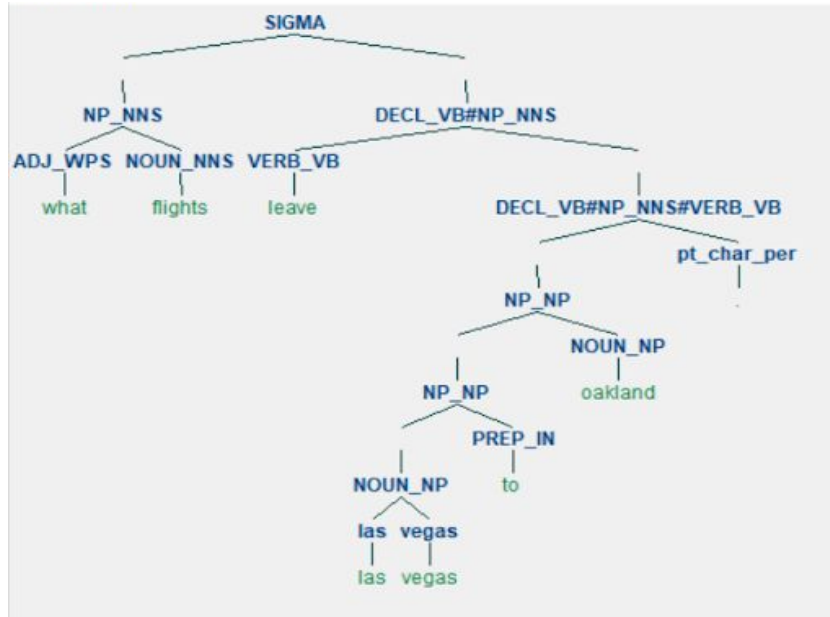 SIGMA
NP_NNS DECL_VB#NP_NNS
ADJ_WPS NOUN_NNS VERB_VB
what flights leave DECL_VB#NP_NNS#VERB_VB
pt_char_per
NP_NP .
NOUN_NP
NP_NP oakland
PREP_IN
NOUN_NP to
las vegas
las vegas